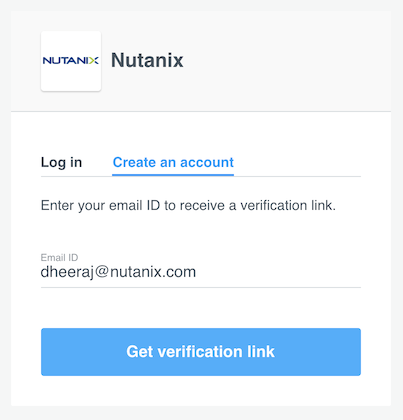 NUTANIX
Nutanix
Log in
Create an account
Enter your email ID to receive a verification link.
Email ID
dheeraj@nutanix.com
Get verification link